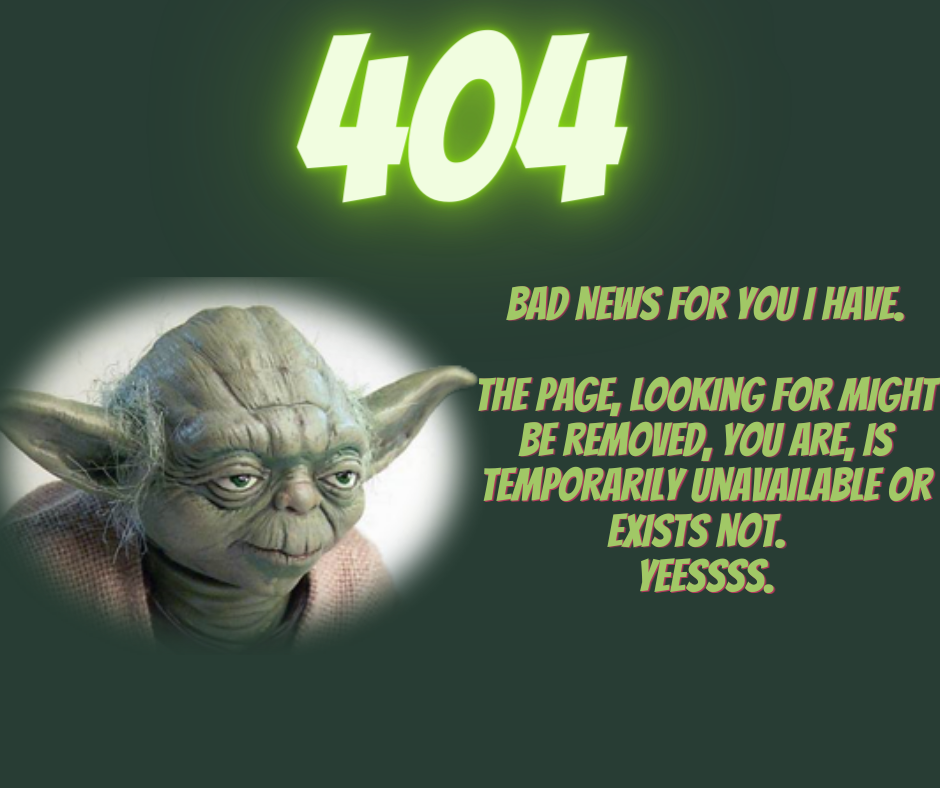 404
BAD NEWS FOR YOU I HAVE.
THE PAGE, LOOKING FOR MIGHT
BE REMOVED, YOU ARE, IS
TEMPORARILY UNAVAILABLE OR
EXISTS NOT.
YEESSSS.